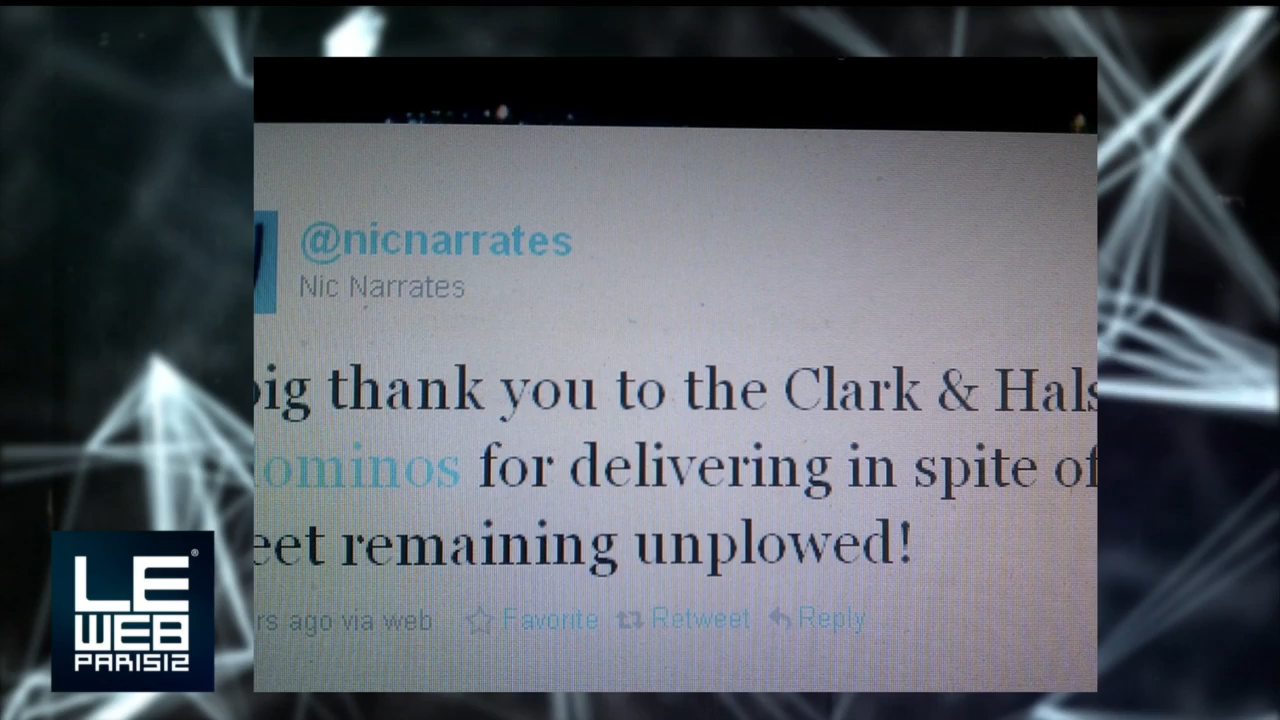 @nicnarrates
Nic Narrates
big thank you to the Clark & Hals
ominos for delivering in spite of
eet remaining unplowed!
rs ago via web Favorite Retweet Reply
LE
WEB
PARIS12